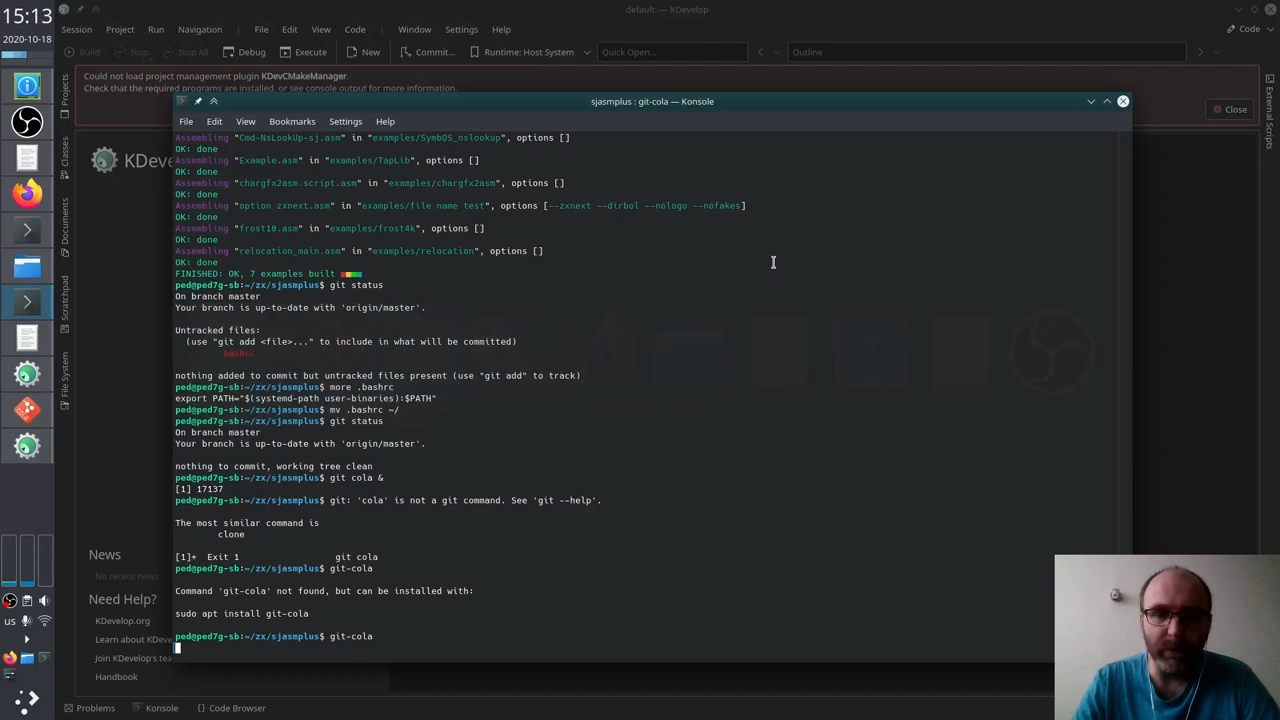 15:13
2020-10-18
default: — KDevelop
Session Project Run Navigation File Edit View Code Window Settings Help
Code
Build Stop Stop All Debug Execute New Commit... Runtime: Host System Quick Open... Outline
Could not load project management plugin KDevCMakeManager.
Check that the required programs are installed, or see console output for more information.
Close
Projects
Classes
Documents
Scratchpad
File System
External Scripts
KDev
sjasmplus : git-cola — Konsole
File Edit View Bookmarks Settings Help
Assembling "Cmd-NsLookUp-sj.asm" in "examples/SymbOS_nslookup", options []
OK: done
Assembling "Example.asm" in "examples/TapLib", options []
OK: done
Assembling "chargfx2asm.script.asm" in "examples/chargfx2asm", options []
OK: done
Assembling "option zxnext.asm" in "examples/file name test", options [--zxnext --dirbol --nologo --nofakes]
OK: done
Assembling "frost10.asm" in "examples/frost4k", options []
OK: done
Assembling "relocation_main.asm" in "examples/relocation", options []
OK: done
FINISHED: OK, 7 examples built
ped@ped7g-sb:~/zx/sjasmplus$ git status
On branch master
Your branch is up-to-date with 'origin/master'.
Untracked files:
(use "git add <file>..." to include in what will be committed)
.bashrc
nothing added to commit but untracked files present (use "git add" to track)
ped@ped7g-sb:~/zx/sjasmplus$ more .bashrc
export PATH="$(systemd-path user-binaries):$PATH"
ped@ped7g-sb:~/zx/sjasmplus$ mv .bashrc ~/
ped@ped7g-sb:~/zx/sjasmplus$ git status
On branch master
Your branch is up-to-date with 'origin/master'.
nothing to commit, working tree clean
ped@ped7g-sb:~/zx/sjasmplus$ git cola &
[1] 17137
ped@ped7g-sb:~/zx/sjasmplus$ git: 'cola' is not a git command. See 'git --help'.
The most similar command is
clone
[1]+ Exit 1 git cola
ped@ped7g-sb:~/zx/sjasmplus$ git-cola
Command 'git-cola' not found, but can be installed with:
sudo apt install git-cola
ped@ped7g-sb:~/zx/sjasmplus$ git-cola
News
No recent news
Need Help?
KDevelop.org
Learn about KDeve
Join KDevelop's tea
Handbook
us
Problems Konsole Code Browser